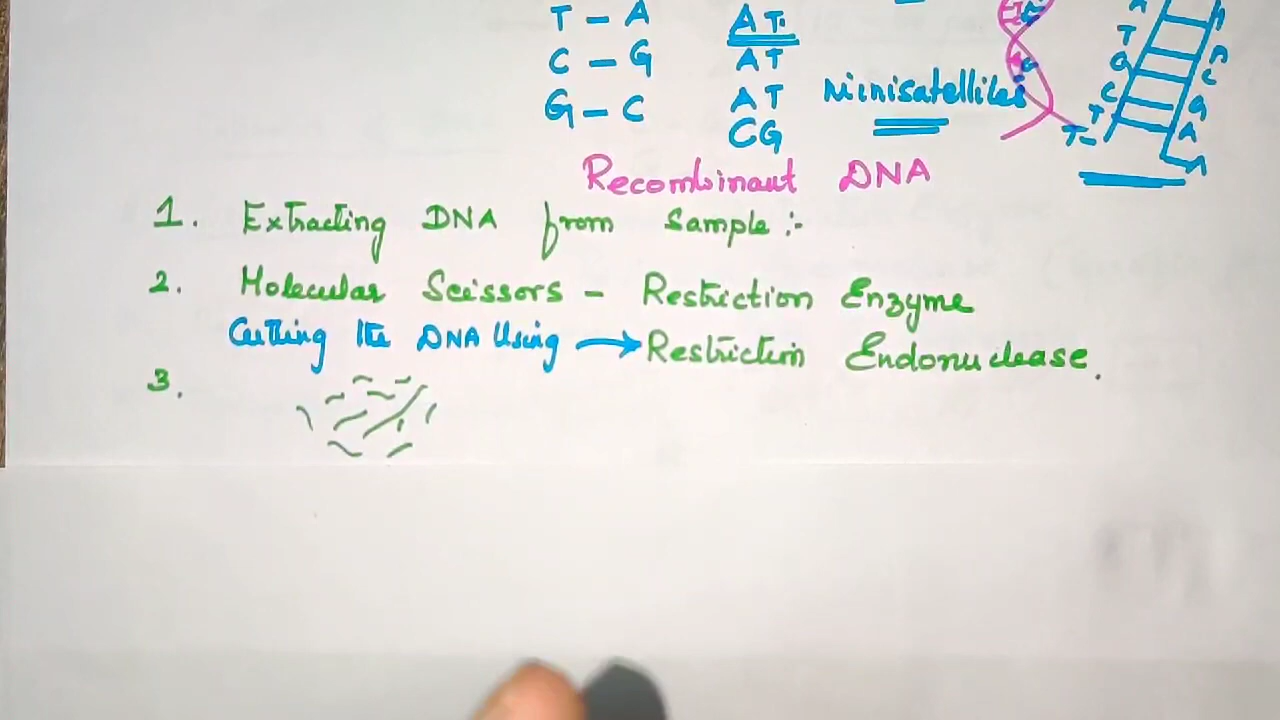 T - A AT
C - G AT
G - C AT Minisatellites
CG
Recombinant DNA
1. Extracting DNA from Sample :-
2. Molecular Scissors - Restriction Enzyme
Cutting the DNA Using → Restriction Endonuclease.
3.